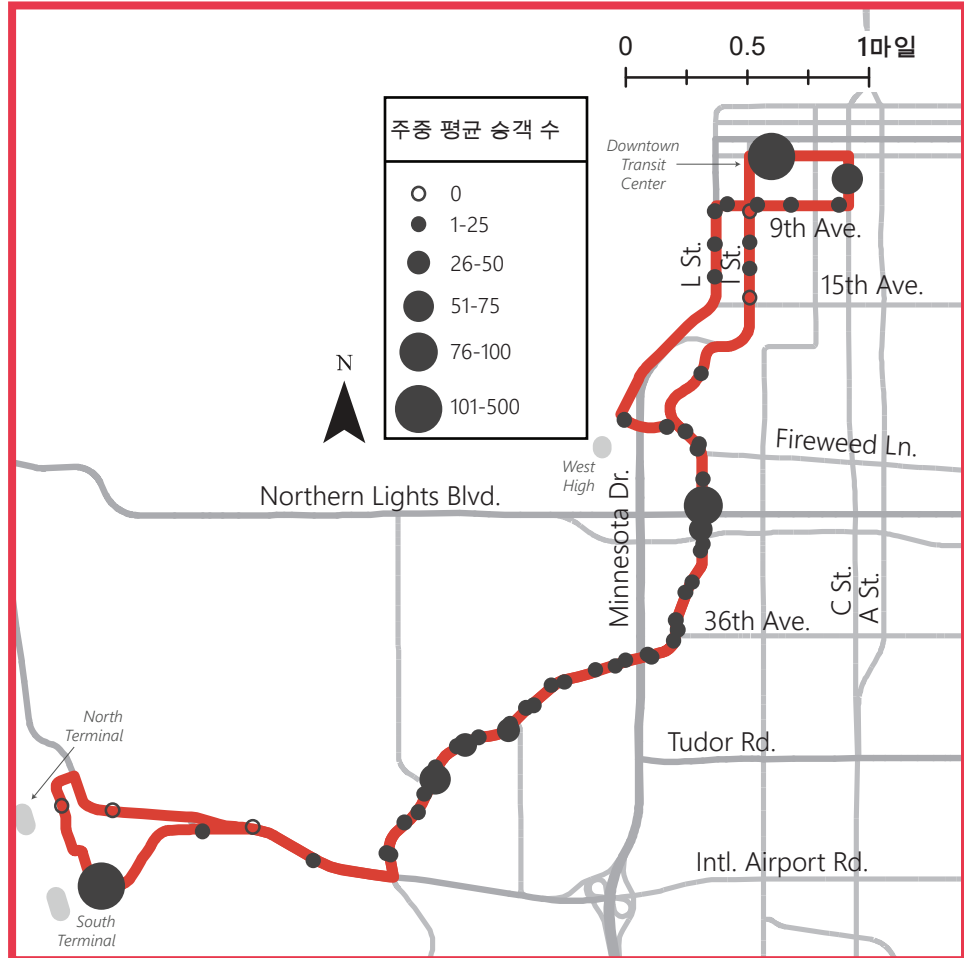 0 0.5 1마일
주중 평균 승객 수
0
1-25
26-50
51-75
76-100
101-500
N
Downtown
Transit
Center
9th Ave.
L St.
I St.
15th Ave.
Fireweed Ln.
West
High
Northern Lights Blvd.
Minnesota Dr.
C St.
A St.
36th Ave.
North
Terminal
Tudor Rd.
Intl. Airport Rd.
South
Terminal